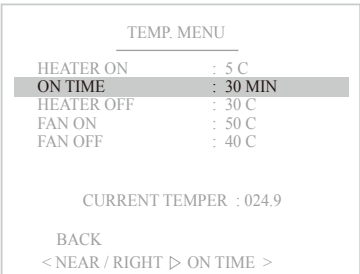 TEMP. MENU
HEATER ON : 5 C
ON TIME : 30 MIN
HEATER OFF : 30 C
FAN ON : 50 C
FAN OFF : 40 C
CURRENT TEMPER : 024.9
BACK
< NEAR / RIGHT ▷ ON TIME >